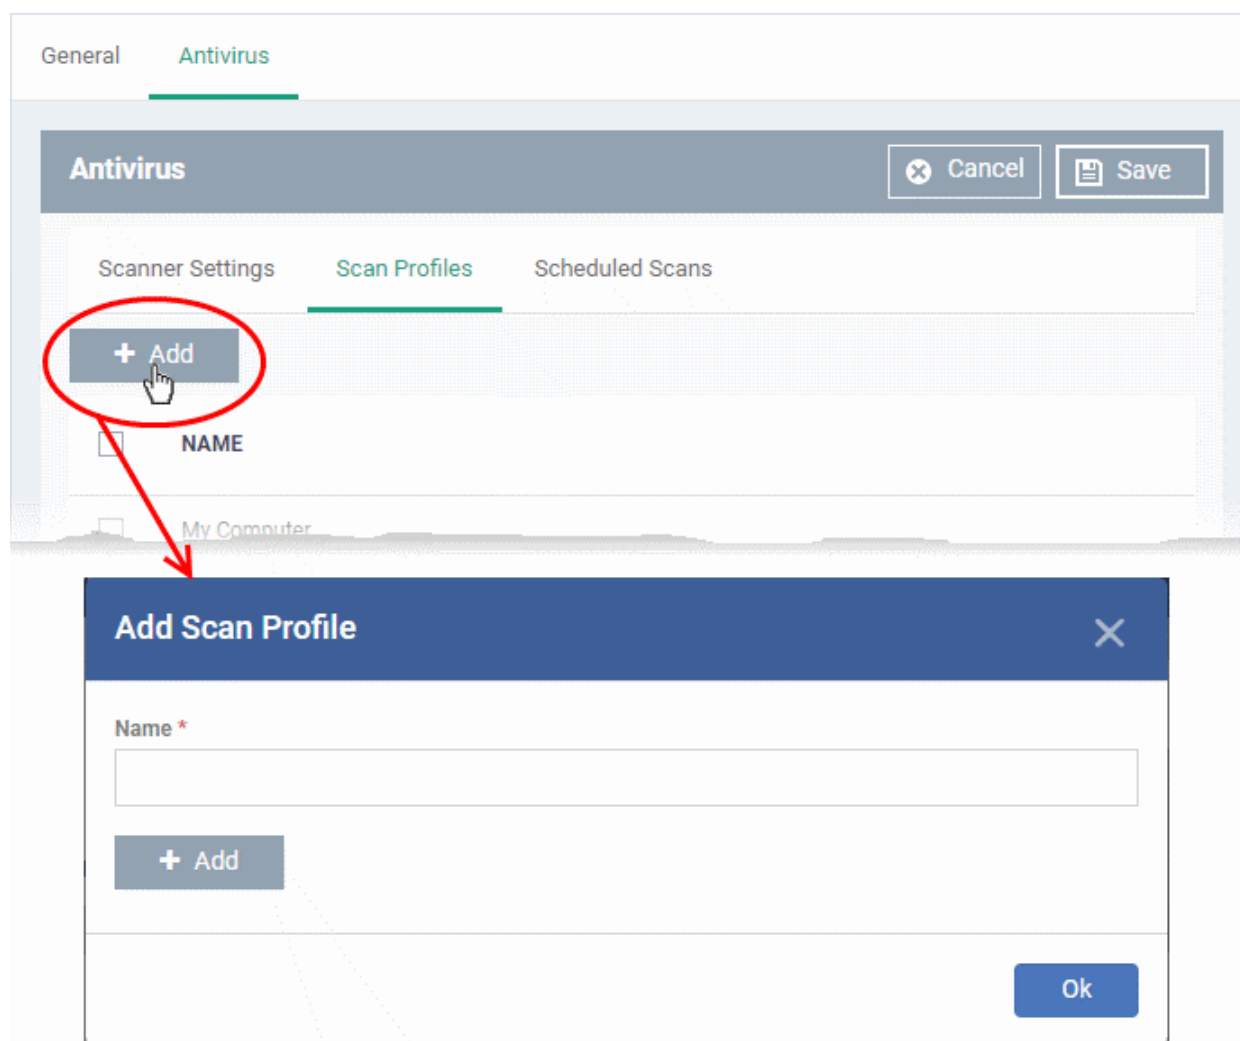 General Antivirus
Antivirus Cancel Save
Scanner Settings Scan Profiles Scheduled Scans
+ Add
NAME
My Computer
Add Scan Profile
Name *
+ Add
Ok